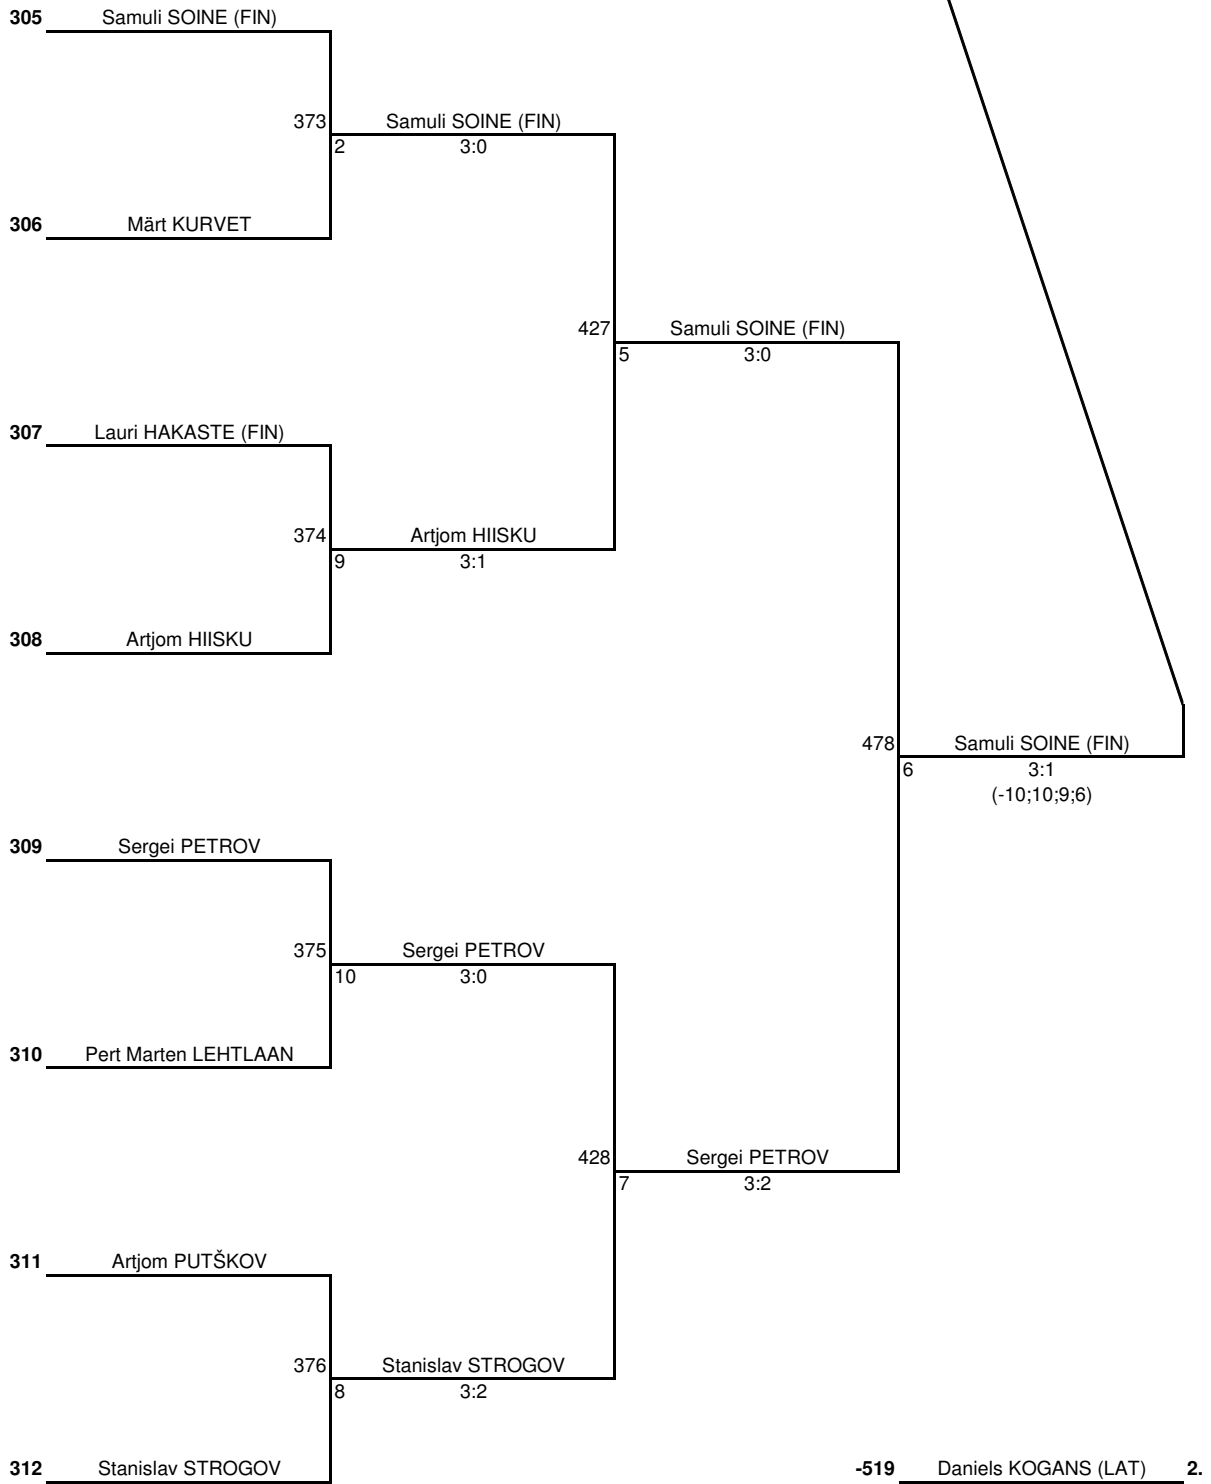 305 Samuli SOINE (FIN)
373 Samuli SOINE (FIN)
2 3:0
306 Märt KURVET
427 Samuli SOINE (FIN)
5 3:0
307 Lauri HAKASTE (FIN)
374 Artjom HIISKU
9 3:1
308 Artjom HIISKU
478 Samuli SOINE (FIN)
6 3:1
(-10;10;9;6)
309 Sergei PETROV
375 Sergei PETROV
10 3:0
310 Pert Marten LEHTLAAN
428 Sergei PETROV
7 3:2
311 Artjom PUTŠKOV
376 Stanislav STROGOV
8 3:2
312 Stanislav STROGOV
-519 Daniels KOGANS (LAT) 2.